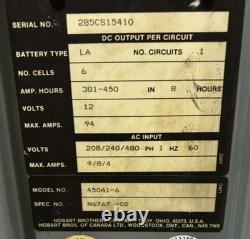 SERIAL NO. 285CS15410
DC OUTPUT PER CIRCUIT
BATTERY TYPE LA NO. CIRCUITS 1
NO. CELLS 6
AMP. HOURS 381-450 IN 8 HOURS
VOLTS 12
MAX. AMPS. 94
AC INPUT
VOLTS 208/240/480 PH 1 HZ 60
MAX. AMPS. 9/8/4
MODEL NO. 450A1-6
SPEC NO. N6767 -02
HOBART BROTHERS TROY, OHIO, 45373, U.S.A.
HOBART BROS. OF CANADA LTD. WOODSTOCK, ONT., CAN. N4S 7W8